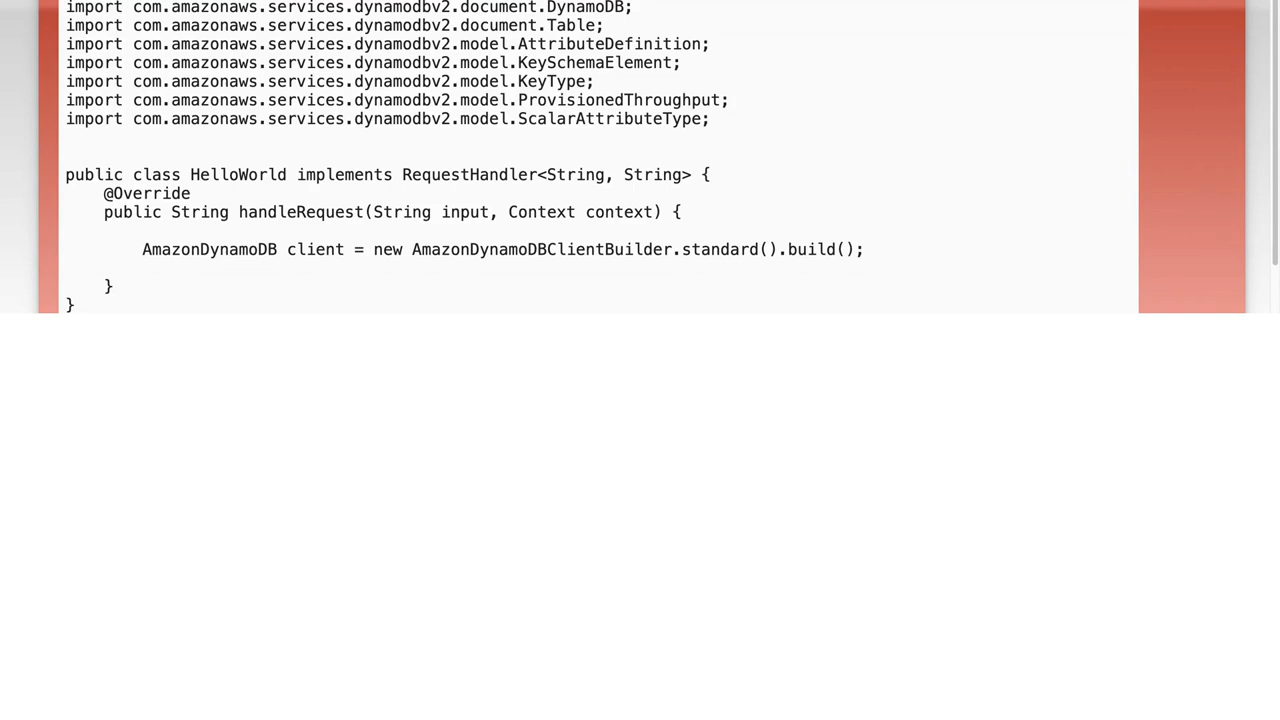 import com.amazonaws.services.dynamodbv2.document.DynamoDB;
import com.amazonaws.services.dynamodbv2.document.Table;
import com.amazonaws.services.dynamodbv2.model.AttributeDefinition;
import com.amazonaws.services.dynamodbv2.model.KeySchemaElement;
import com.amazonaws.services.dynamodbv2.model.KeyType;
import com.amazonaws.services.dynamodbv2.model.ProvisionedThroughput;
import com.amazonaws.services.dynamodbv2.model.ScalarAttributeType;
public class HelloWorld implements RequestHandler<String, String> {
@Override
public String handleRequest(String input, Context context) {
AmazonDynamoDB client = new AmazonDynamoDBClientBuilder.standard().build();
}
}